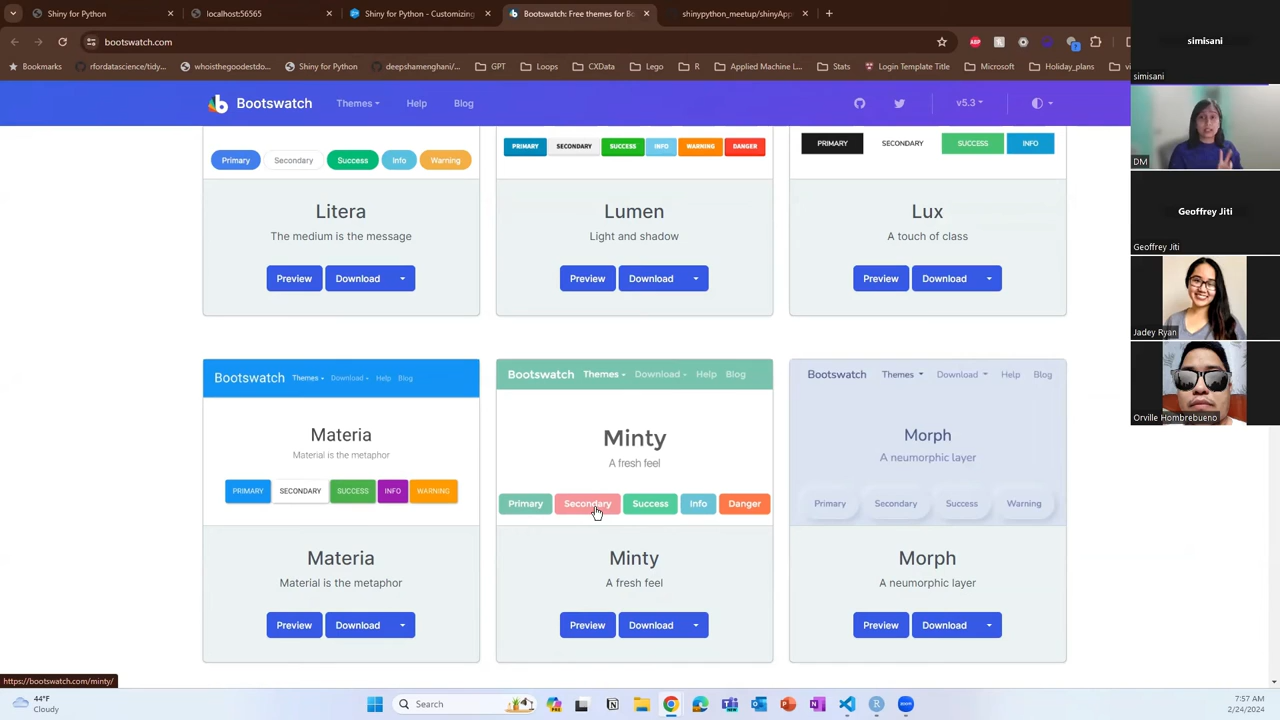 Shiny for Python
localhost:56565
Shiny for Python - Customizing
Bootswatch: Free themes for Bo
shinypython_meetup/shinyApp
bootswatch.com
Bookmarks
rfordatascience/tidy...
whoisthegoodestdo...
Shiny for Python
deepshamenghani/...
GPT
Loops
CXData
Lego
R
Applied Machine L...
Stats
Login Template Title
Microsoft
Holiday_plans
Bootswatch
Themes
Help
Blog
v5.3
Primary
Secondary
Success
Info
Warning
PRIMARY
SECONDARY
SUCCESS
INFO
WARNING
DANGER
PRIMARY
SECONDARY
SUCCESS
INFO
Litera
The medium is the message
Preview
Download
Lumen
Light and shadow
Preview
Download
Lux
A touch of class
Preview
Download
Bootswatch
Themes
Download
Help
Blog
Materia
Material is the metaphor
PRIMARY
SECONDARY
SUCCESS
INFO
WARNING
Materia
Material is the metaphor
Preview
Download
Bootswatch
Themes
Download
Help
Blog
Minty
A fresh feel
Primary
Secondary
Success
Info
Danger
Minty
A fresh feel
Preview
Download
Bootswatch
Themes
Download
Help
Blog
Morph
A neumorphic layer
Primary
Secondary
Success
Warning
Morph
A neumorphic layer
Preview
Download
https://bootswatch.com/minty/
simisani
simisani
DM
Geoffrey Jiti
Geoffrey Jiti
Jadey Ryan
Orville Hombrebueno
44°F
Cloudy
Search
7:57 AM
2/24/2024